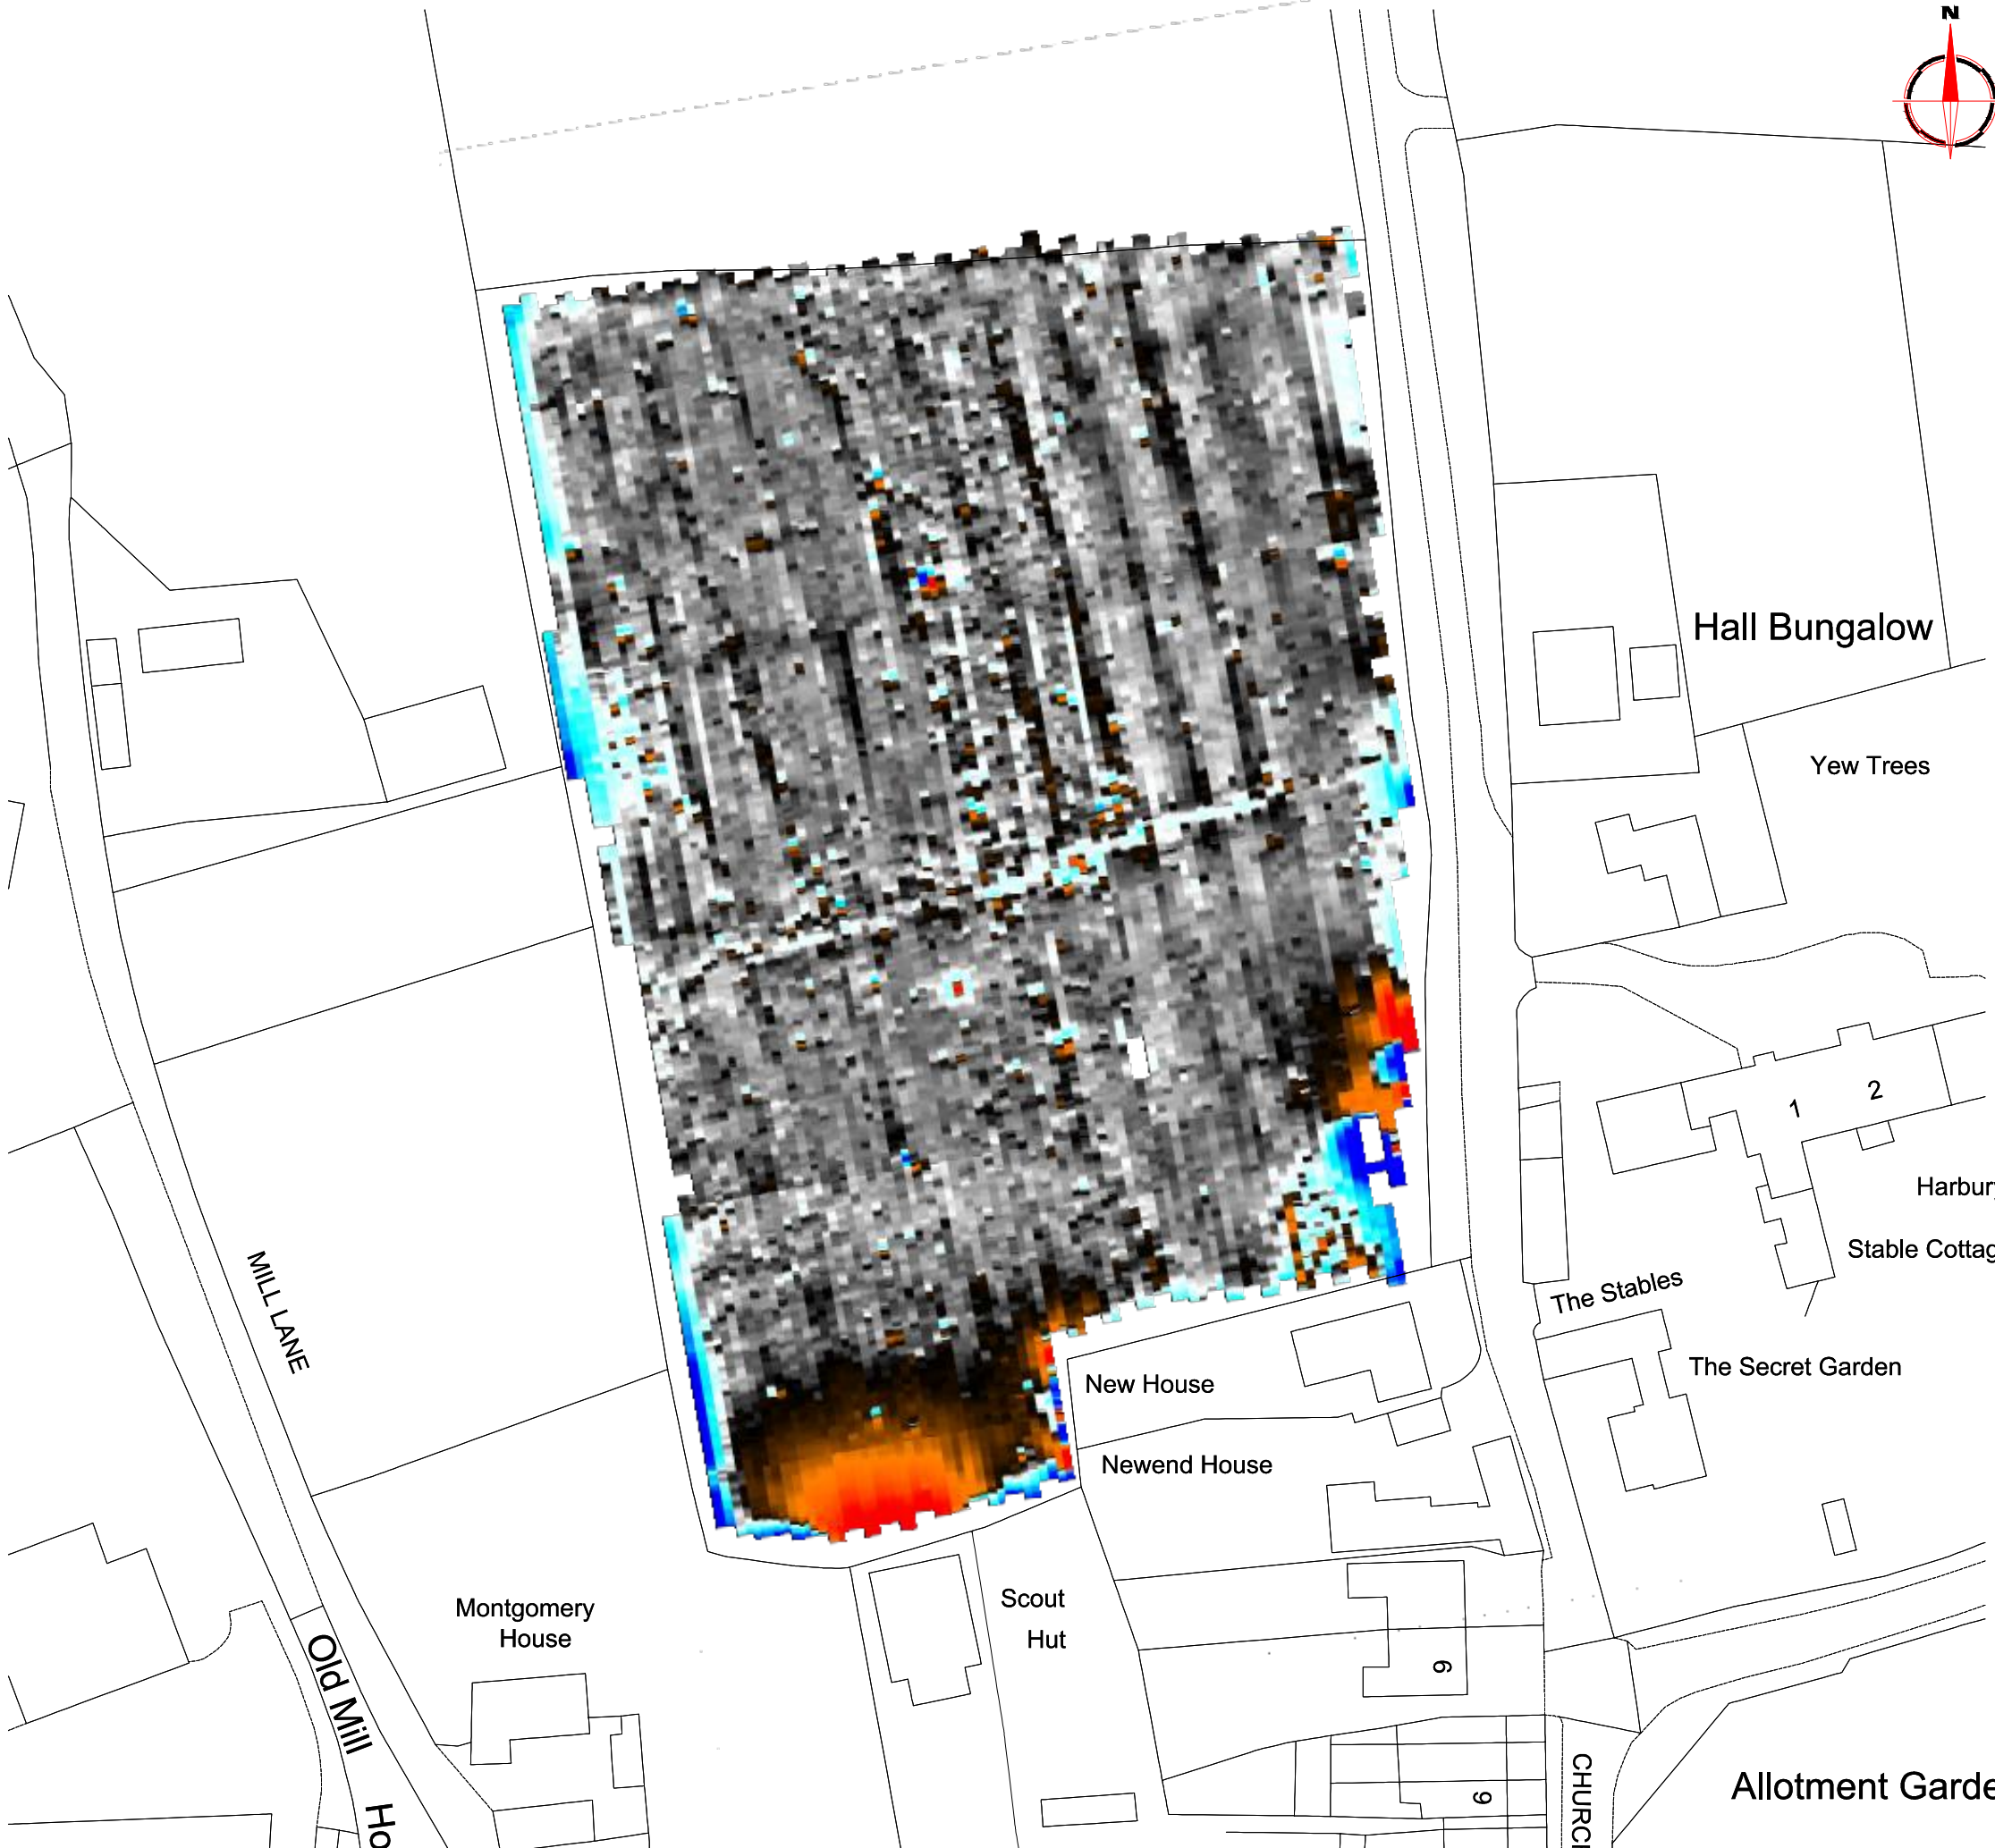 N
Hall Bungalow
Yew Trees
1
2
Harbury
Stable Cottag
The Stables
The Secret Garden
MILL LANE
New House
Newend House
Montgomery
House
Scout
Hut
Old Mill Ho
9
9
CHURC
Allotment Garde